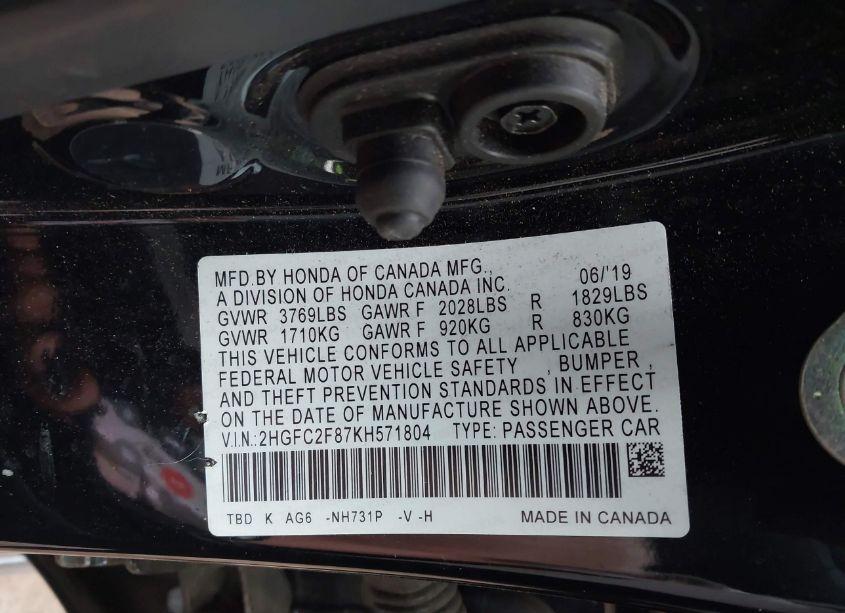 MFD.BY HONDA OF CANADA MFG., 06/'19
A DIVISION OF HONDA CANADA INC.
GVWR 3769LBS GAWR F 2028LBS R 1829LBS
GVWR 1710KG GAWR F 920KG R 830KG
THIS VEHICLE CONFORMS TO ALL APPLICABLE
FEDERAL MOTOR VEHICLE SAFETY , BUMPER ,
AND THEFT PREVENTION STANDARDS IN EFFECT
ON THE DATE OF MANUFACTURE SHOWN ABOVE.
V.I.N.:2HGFC2F87KH571804 TYPE: PASSENGER CAR
TBD K AG6 -NH731P -V -H MADE IN CANADA